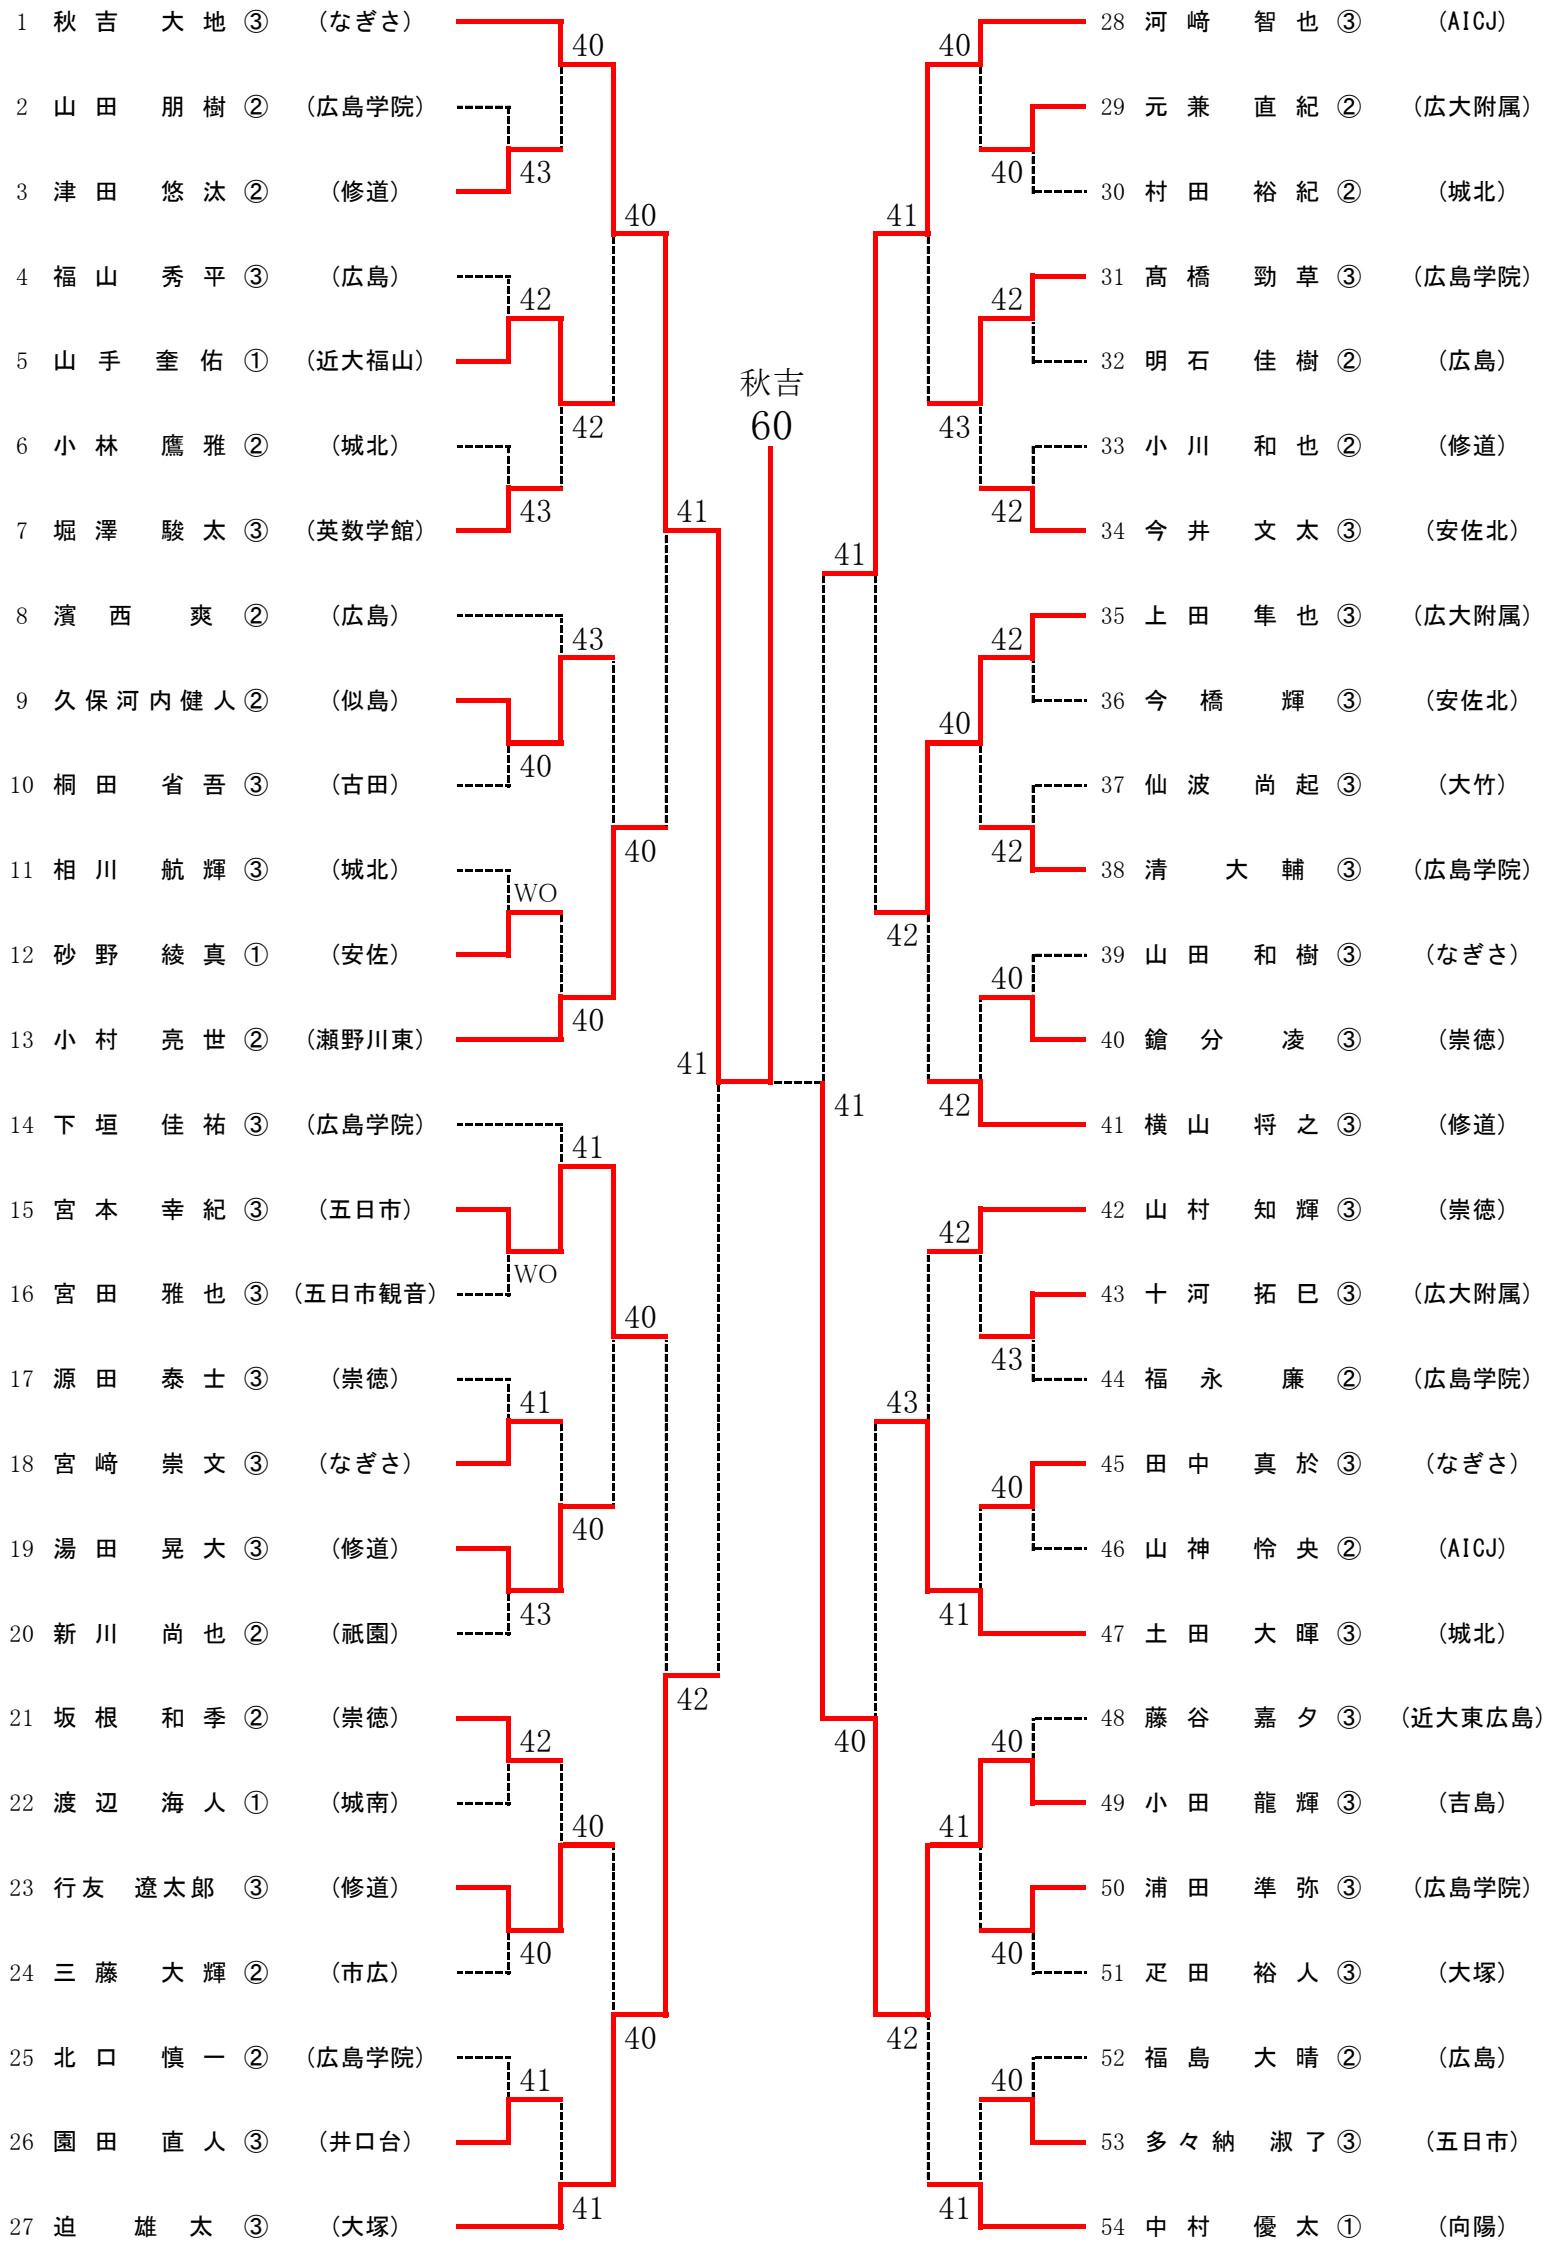 1 秋吉 大地 ③ (なぎさ)
2 山田 朋樹 ② (広島学院)
3 津田 悠汰 ② (修道)
4 福山 秀平 ③ (広島)
5 山手 奎佑 ① (近大福山)
6 小林 鷹雅 ② (城北)
7 堀澤 駿太 ③ (英数学館)
8 濱西 爽 ② (広島)
9 久保河内健人 ② (似島)
10 桐田 省吾 ③ (古田)
11 相川 航輝 ③ (城北)
12 砂野 綾真 ① (安佐)
13 小村 亮世 ② (瀬野川東)
14 下垣 佳祐 ③ (広島学院)
15 宮本 幸紀 ③ (五日市)
16 宮田 雅也 ③ (五日市観音)
17 源田 泰士 ③ (崇徳)
18 宮﨑 崇文 ③ (なぎさ)
19 湯田 晃大 ③ (修道)
20 新川 尚也 ② (祇園)
21 坂根 和季 ② (崇徳)
22 渡辺 海人 ① (城南)
23 行友 遼太郎 ③ (修道)
24 三藤 大輝 ② (市広)
25 北口 慎一 ② (広島学院)
26 園田 直人 ③ (井口台)
27 迫 雄太 ③ (大塚)
43
42
43
40
WO
WO
41
43
42
40
41
40
42
43
40
41
40
40
41
40
40
40
40
41
42
41
秋吉
60
41
41
40
41
42
43
42
40
43
40
42
41
41
42
40
42
42
42
40
43
40
40
40
40
28 河﨑 智也 ③ (AICJ)
29 元兼 直紀 ② (広大附属)
30 村田 裕紀 ② (城北)
31 髙橋 勁草 ③ (広島学院)
32 明石 佳樹 ② (広島)
33 小川 和也 ② (修道)
34 今井 文太 ③ (安佐北)
35 上田 隼也 ③ (広大附属)
36 今橋 輝 ③ (安佐北)
37 仙波 尚起 ③ (大竹)
38 清 大輔 ③ (広島学院)
39 山田 和樹 ③ (なぎさ)
40 鎗分 凌 ③ (崇徳)
41 横山 将之 ③ (修道)
42 山村 知輝 ③ (崇徳)
43 十河 拓巳 ③ (広大附属)
44 福永 廉 ② (広島学院)
45 田中 真於 ③ (なぎさ)
46 山神 怜央 ② (AICJ)
47 土田 大暉 ③ (城北)
48 藤谷 嘉夕 ③ (近大東広島)
49 小田 龍輝 ③ (吉島)
50 浦田 準弥 ③ (広島学院)
51 疋田 裕人 ③ (大塚)
52 福島 大晴 ② (広島)
53 多々納 淑了 ③ (五日市)
54 中村 優太 ① (向陽)